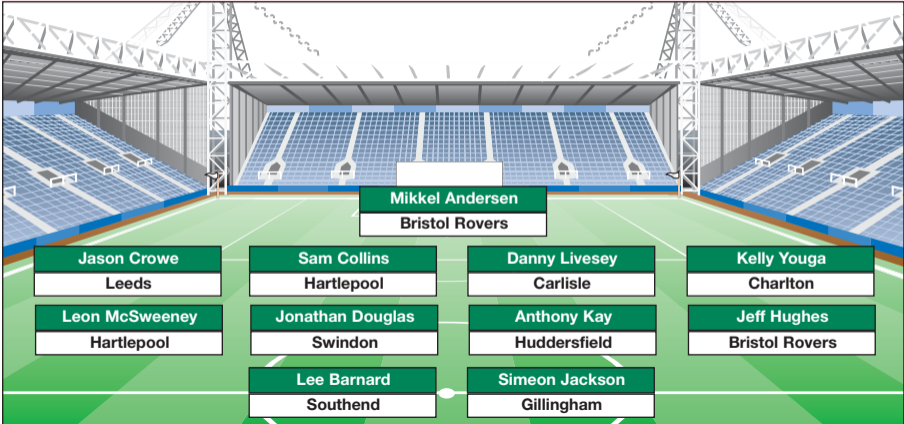 Mikkel Andersen
Bristol Rovers
Jason Crowe
Leeds
Sam Collins
Hartlepool
Danny Livesey
Carlisle
Kelly Youga
Charlton
Leon McSweeney
Hartlepool
Jonathan Douglas
Swindon
Anthony Kay
Huddersfield
Jeff Hughes
Bristol Rovers
Lee Barnard
Southend
Simeon Jackson
Gillingham